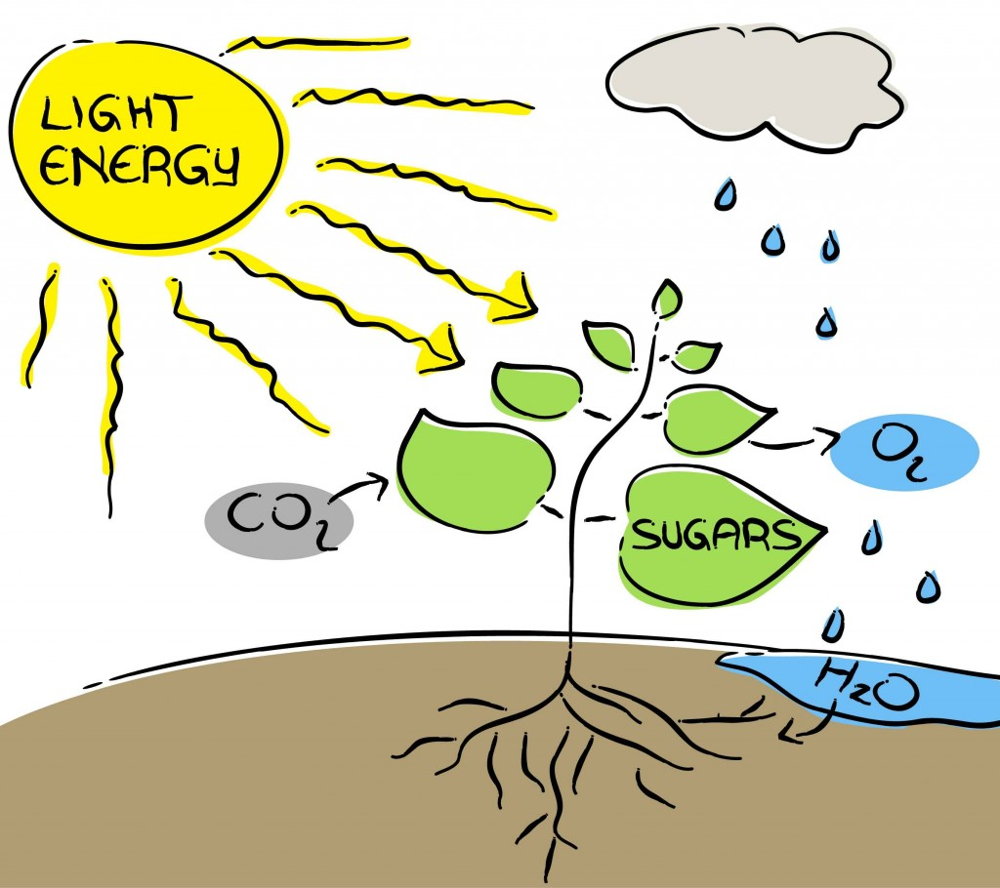 LIGHT
ENERGY
O₂
CO₂
SUGARS
H₂O